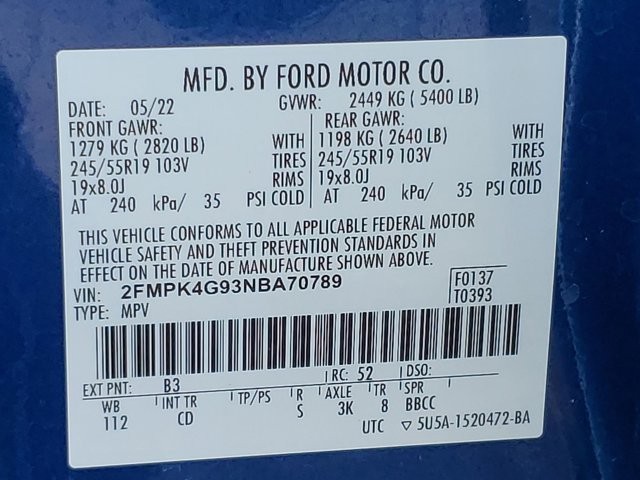 MFD. BY FORD MOTOR CO.
DATE: 05/22 GVWR: 2449 KG ( 5400 LB)
FRONT GAWR: REAR GAWR:
1279 KG ( 2820 LB) WITH 1198 KG ( 2640 LB) WITH
245/55R19 103V TIRES 245/55R19 103V TIRES
19x8.0J RIMS 19x8.0J RIMS
AT 240 kPa/ 35 PSI COLD AT 240 kPa/ 35 PSI COLD
THIS VEHICLE CONFORMS TO ALL APPLICABLE FEDERAL MOTOR
VEHICLE SAFETY AND THEFT PREVENTION STANDARDS IN
EFFECT ON THE DATE OF MANUFACTURE SHOWN ABOVE.
VIN: 2FMPK4G93NBA70789 F0137
TYPE: MPV T0393
EXT PNT: B3 RC: 52 DSO:
WB INT TR TP/PS R AXLE TR SPR
112 CD S 3K 8 BBCC
UTC ▽ 5U5A-1520472-BA